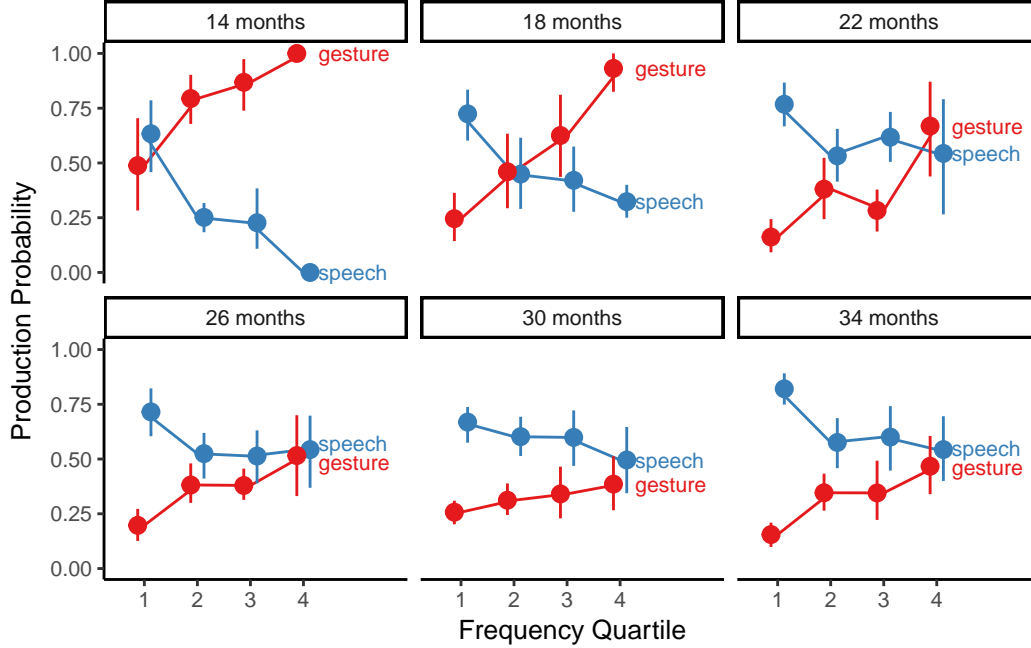 14 months
18 months
22 months
Production Probability
1.00
0.75
0.50
0.25
0.00
gesture
speech
gesture
speech
gesture
speech
26 months
30 months
34 months
1.00
0.75
0.50
0.25
0.00
speech
gesture
speech
gesture
speech
gesture
1 2 3 4
1 2 3 4
1 2 3 4
Frequency Quartile